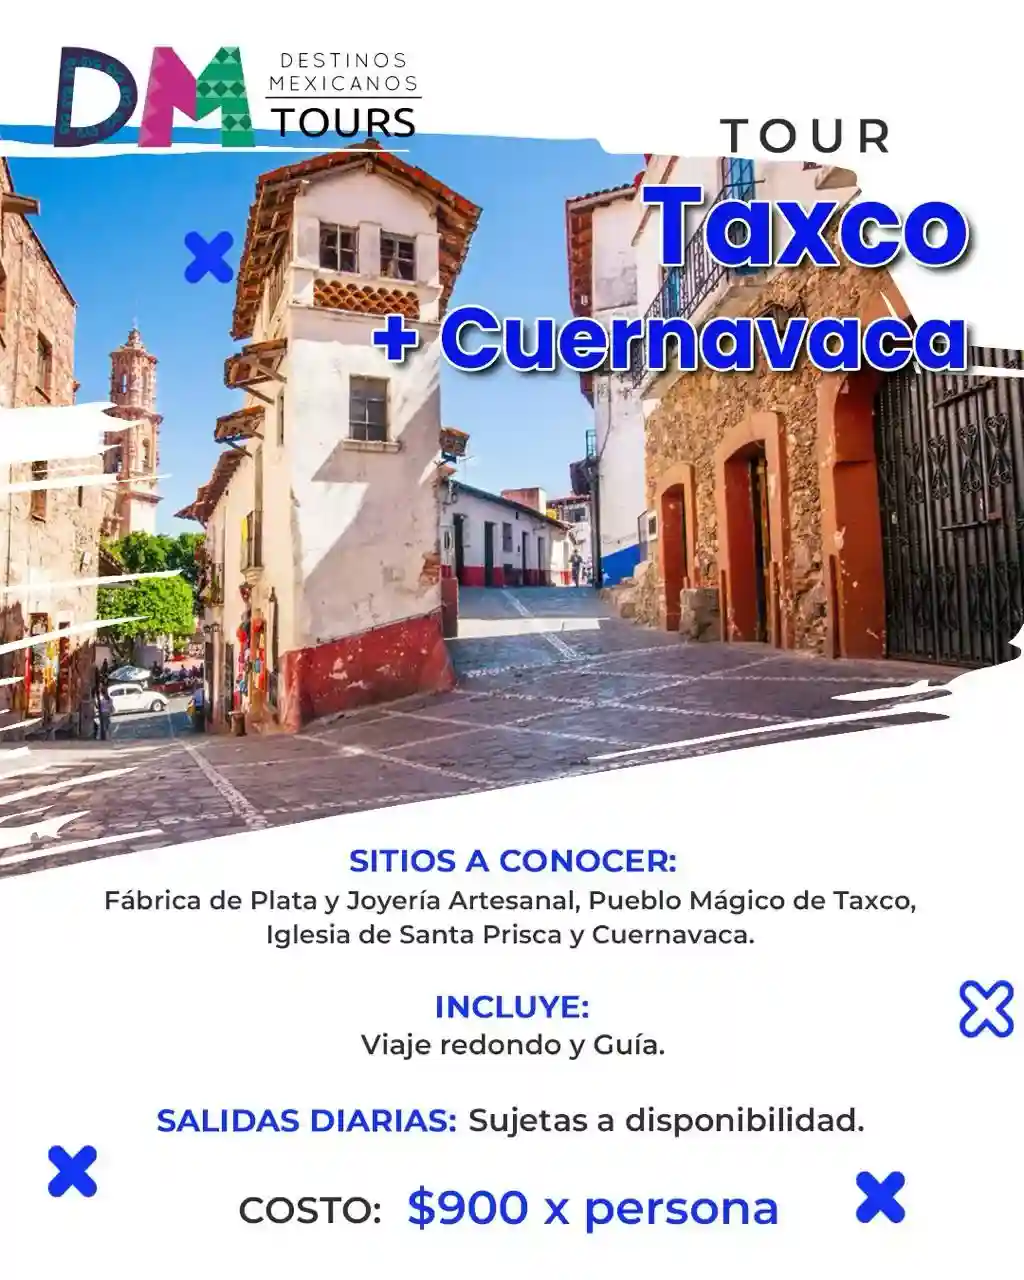 DM
DESTINOS
MEXICANOS
TOURS
TOUR
Taxco
+ Cuernavaca
SITIOS A CONOCER:
Fábrica de Plata y Joyería Artesanal, Pueblo Mágico de Taxco,
Iglesia de Santa Prisca y Cuernavaca.
INCLUYE:
Viaje redondo y Guía.
SALIDAS DIARIAS: Sujetas a disponibilidad.
COSTO: $900 x persona